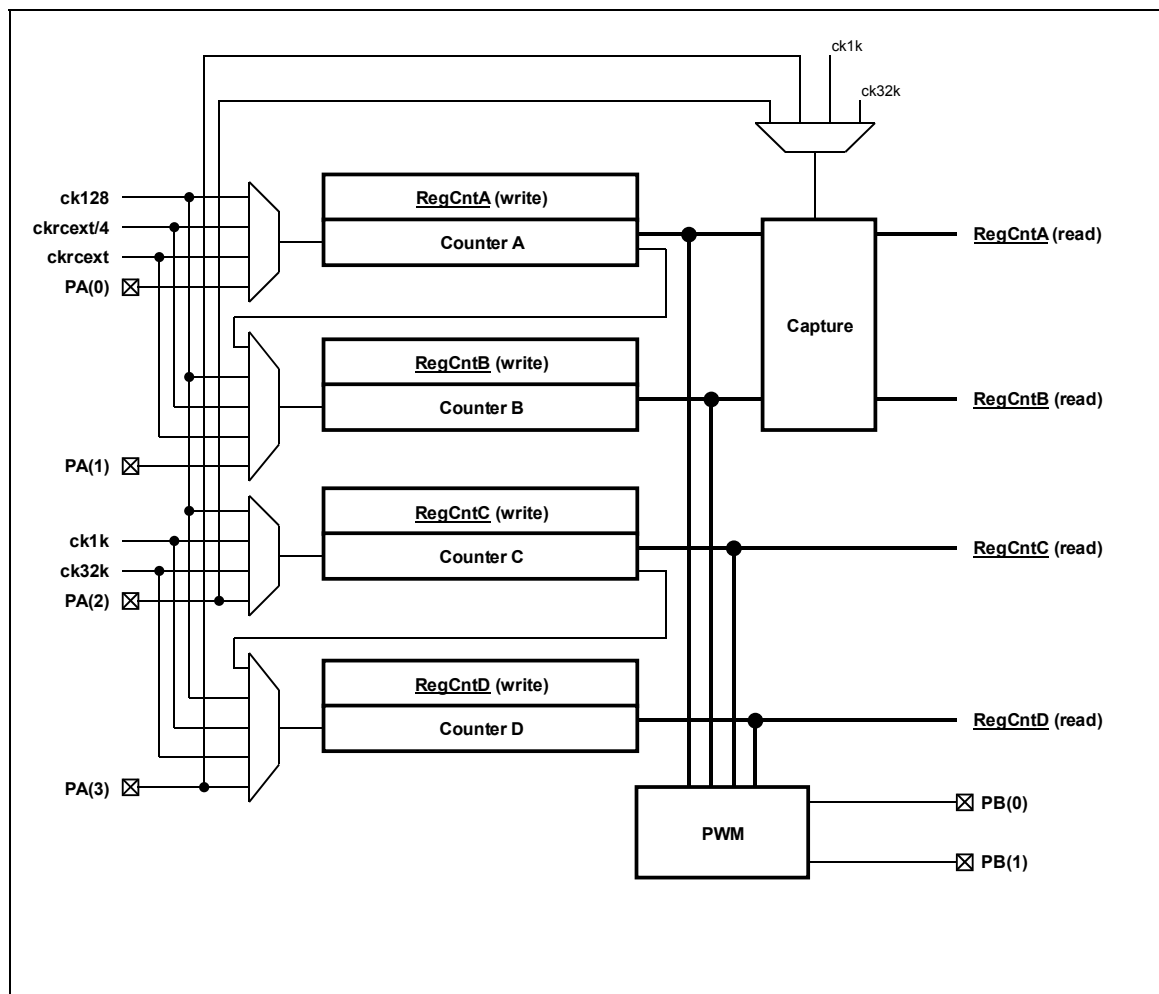 ck1k
ck32k
ck128
RegCntA (write)
ckrcext/4
Counter A
RegCntA (read)
ckrcext
PA(0)
Capture
RegCntB (write)
Counter B
RegCntB (read)
PA(1)
RegCntC (write)
ck1k
Counter C
RegCntC (read)
ck32k
PA(2)
RegCntD (write)
Counter D
RegCntD (read)
PA(3)
PB(0)
PWM
PB(1)